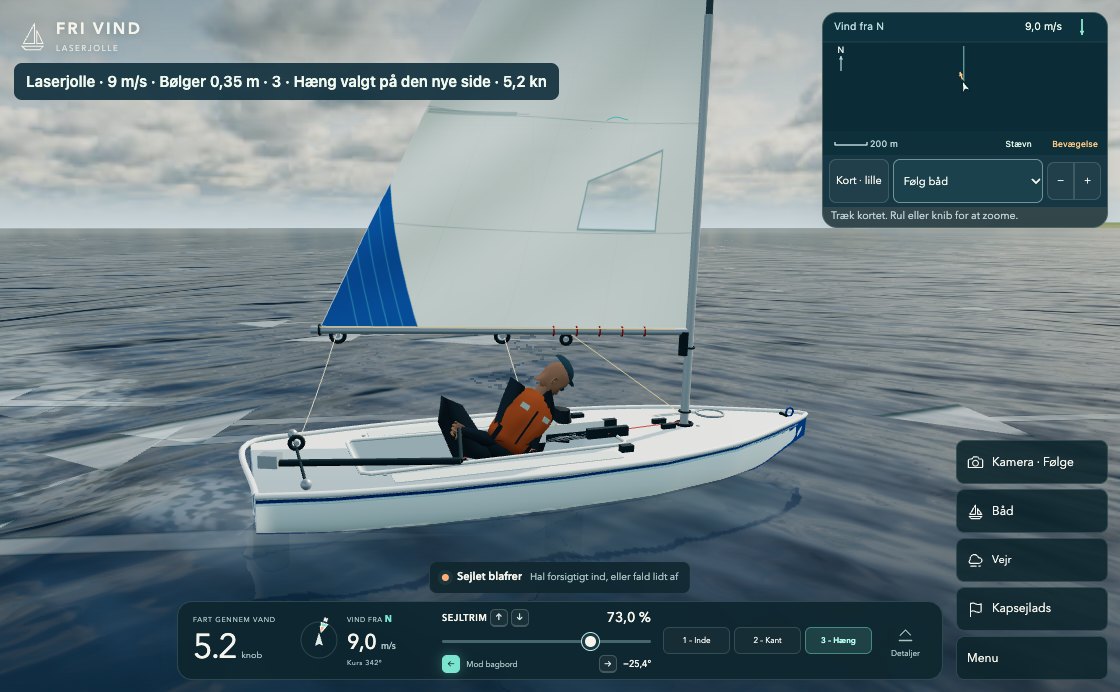 FRI VIND
LASERJOLLE
Laserjolle · 9 m/s · Bølger 0,35 m · 3 · Hæng valgt på den nye side · 5,2 kn
Vind fra N
9,0 m/s
N
200 m
Stævn
Bevægelse
Kort · lille
Følg båd
−
+
Træk kortet. Rul eller knib for at zoome.
Kamera · Følge
Båd
Vejr
Kapsejlads
Menu
Sejlet blafrer
Hal forsigtigt ind, eller fald lidt af
FART GENNEM VAND
5.2 knob
VIND FRA N
9,0 m/s
Kurs 342°
SEJLTRIM ↑ ↓
73,0 %
← Mod bagbord
→ −25,4°
1 - Inde
2 - Kant
3 - Hæng
Detaljer